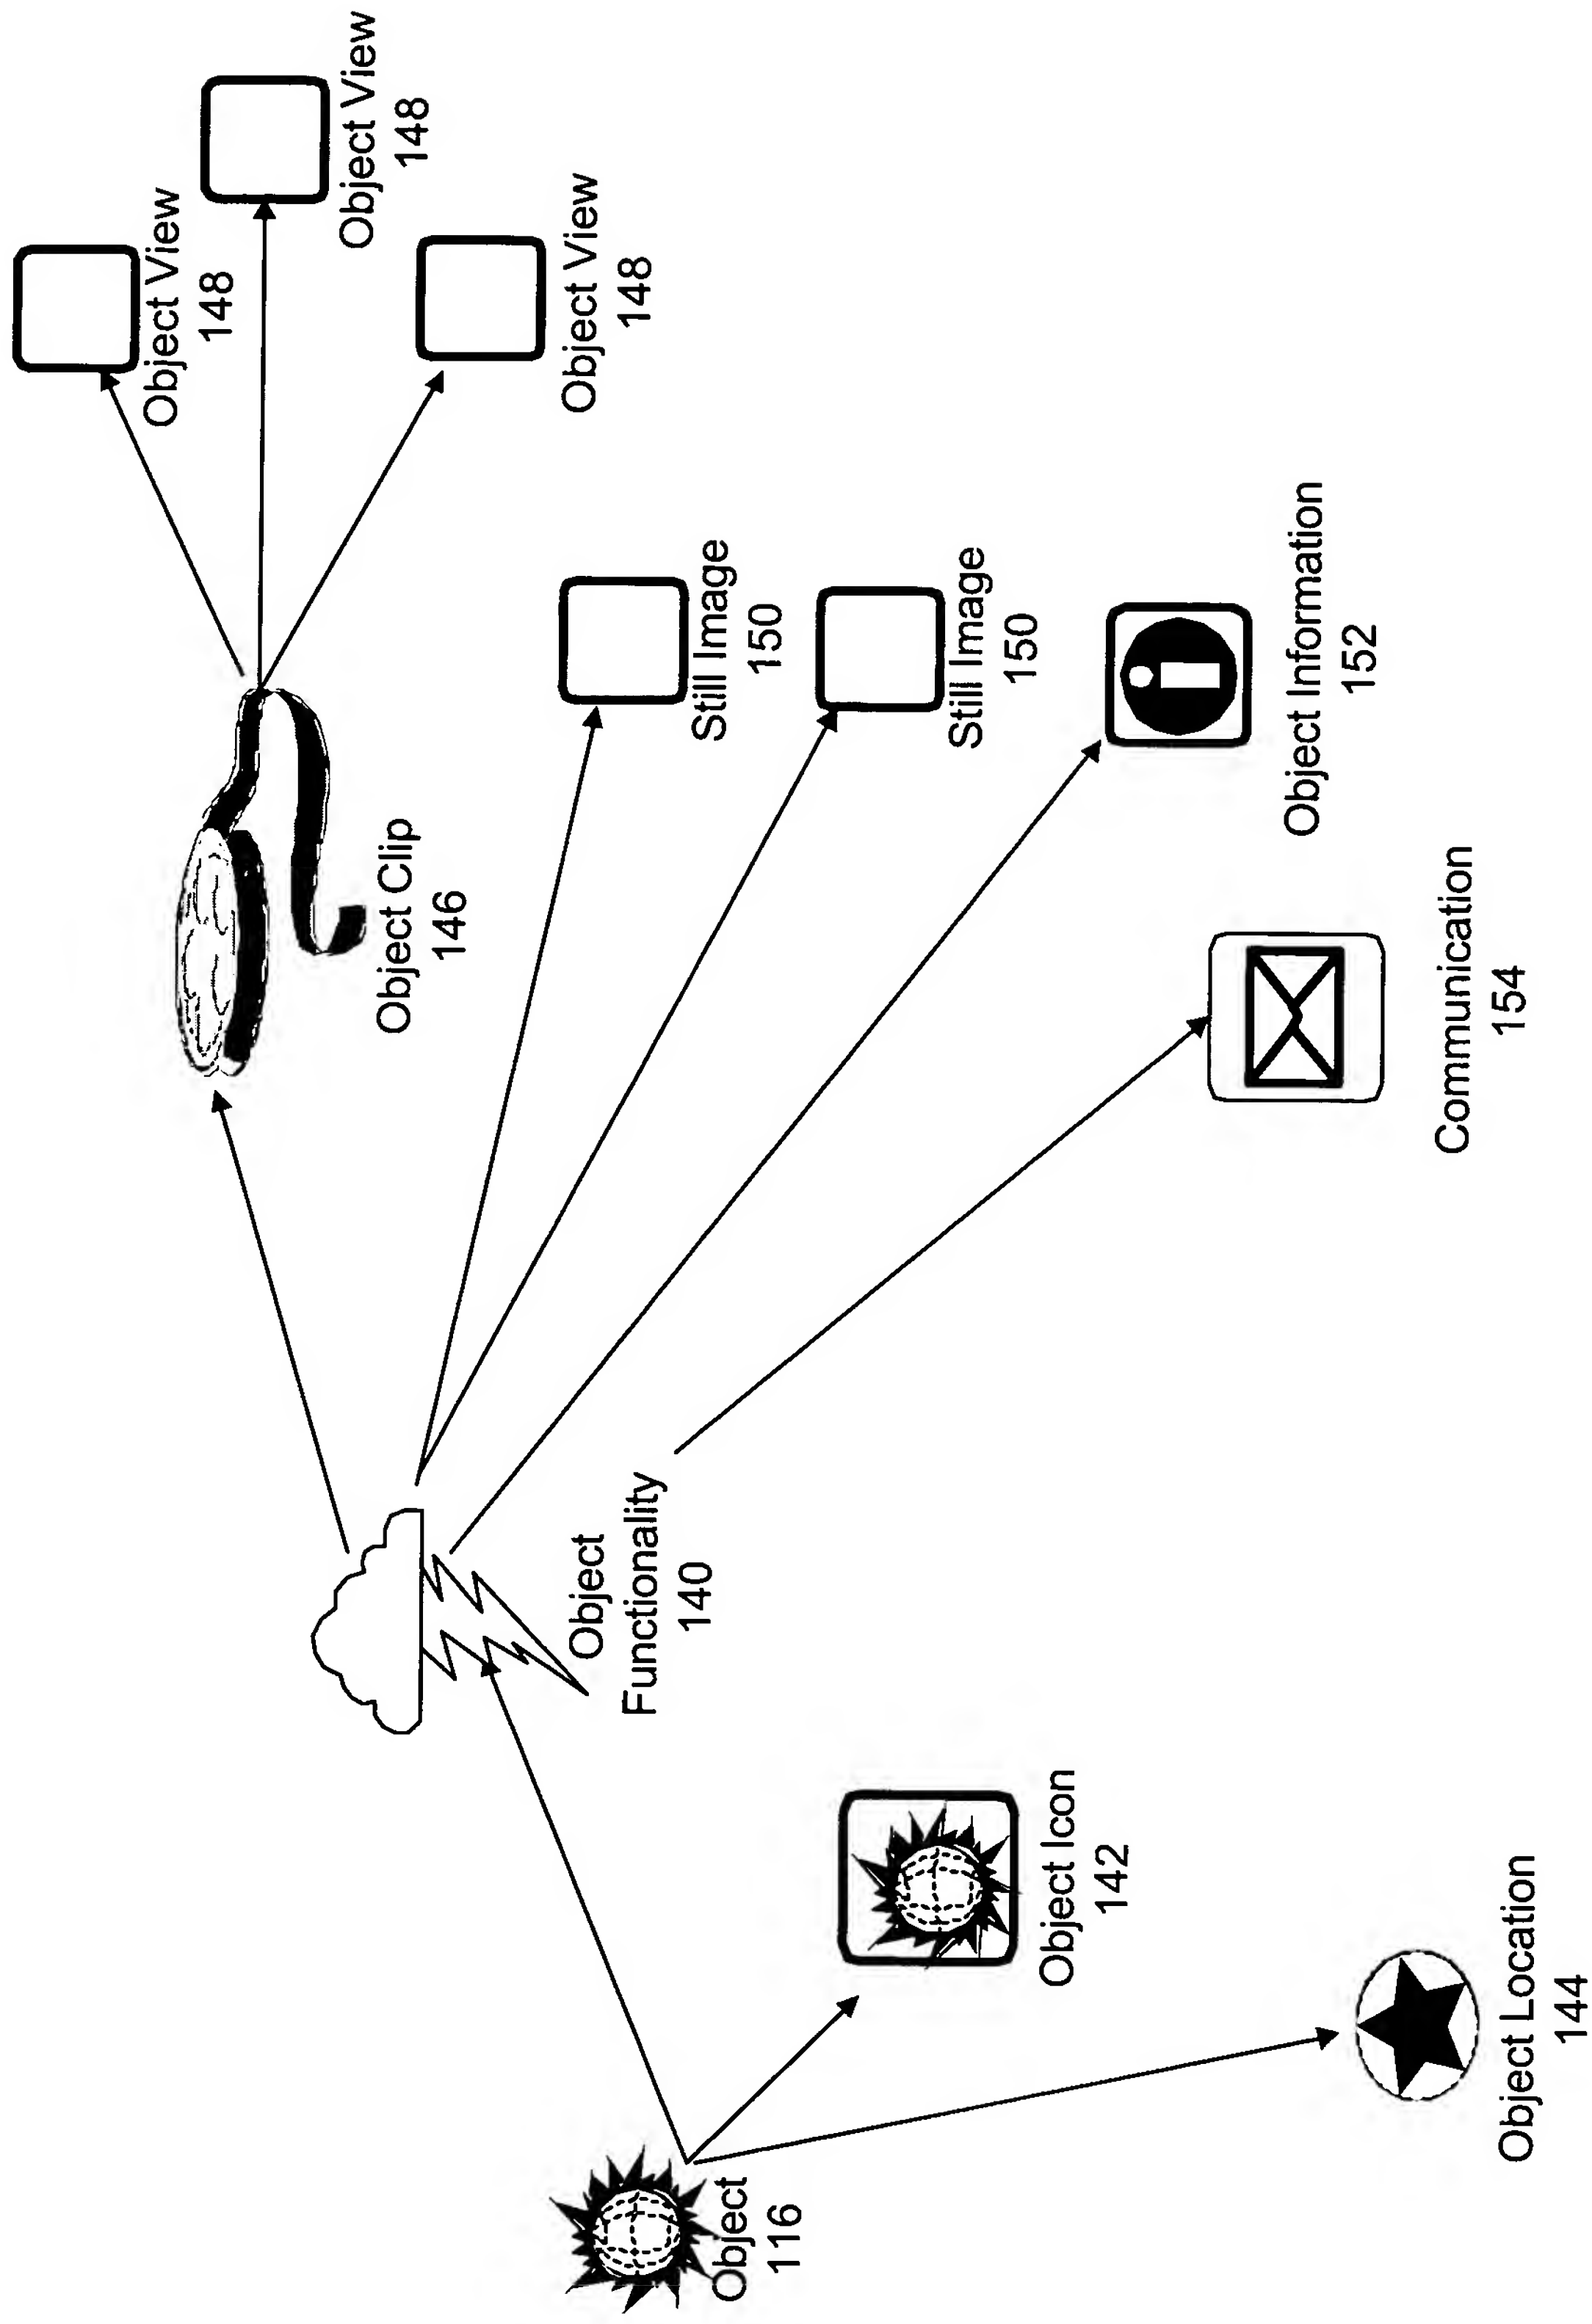 Object View
148
Object View
148
Object View
148
Object Clip
146
Still Image
150
Still Image
150
Object Information
152
Communication
154
Object
Functionality
140
Object Icon
142
Object Location
144
Object
116